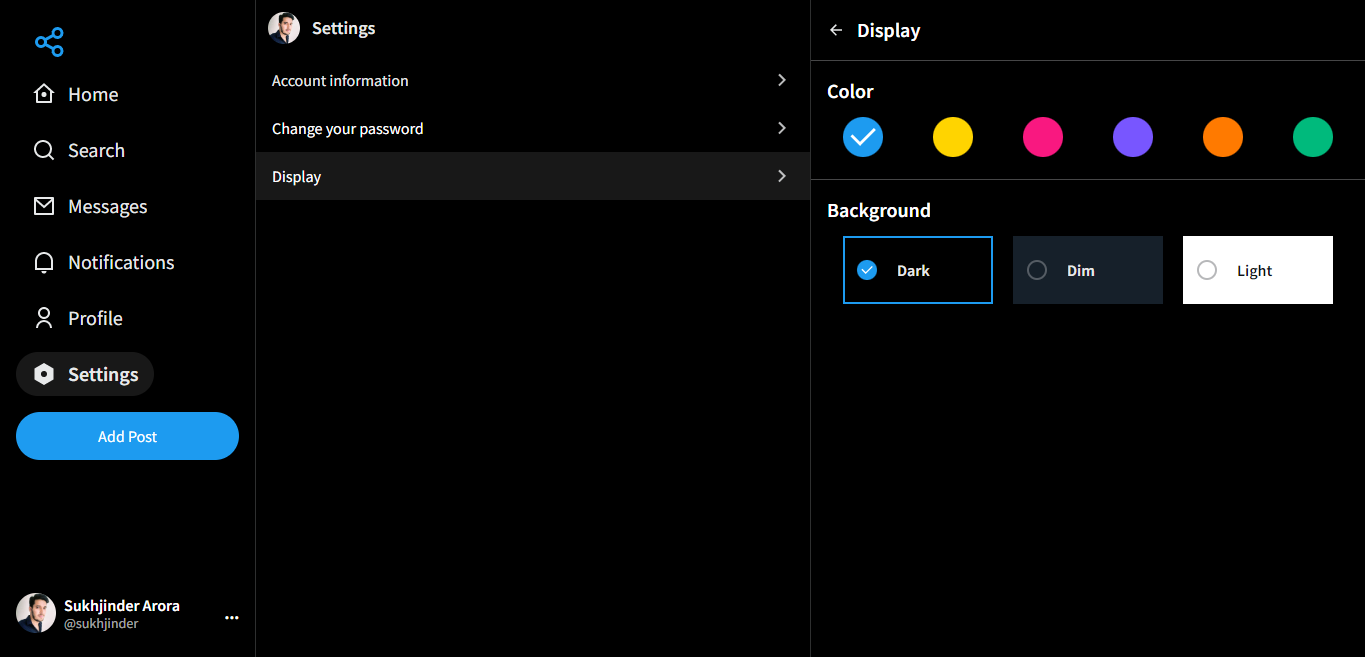 Home
Search
Messages
Notifications
Profile
Settings
Add Post
Sukhjinder Arora
@sukhjinder
Settings
Account information
Change your password
Display
Display
Color
Background
Dark
Dim
Light